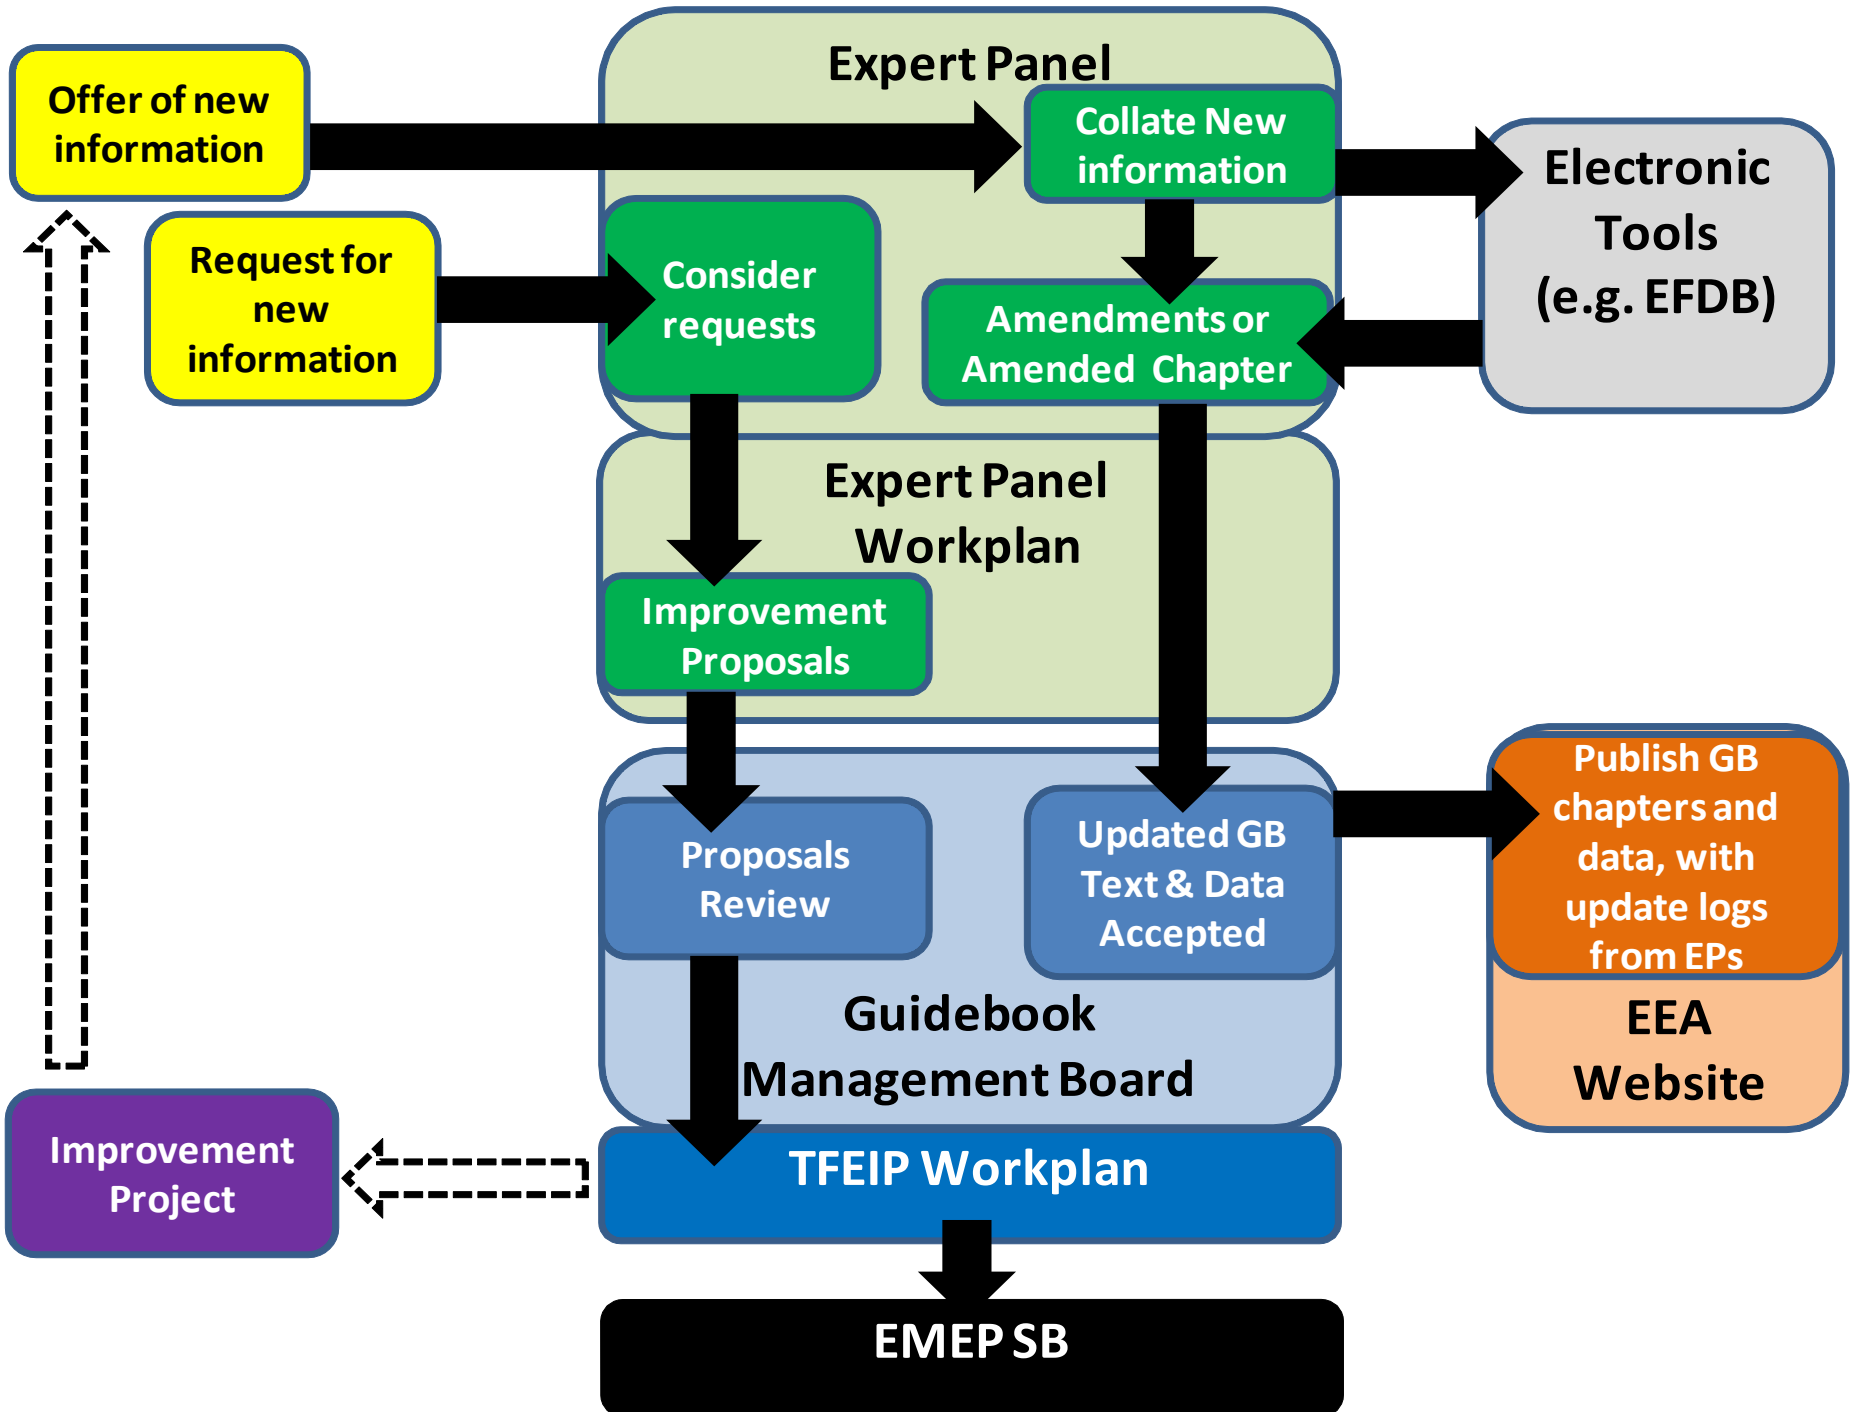 Expert Panel
Offer of new
information
Collate New
information
Electronic
Tools
(e.g. EFDB)
Request for
new
information
Consider
requests
Amendments or
Amended Chapter
Expert Panel
Workplan
Improvement
Proposals
Publish GB
chapters and
data, with
update logs
from EPs
Proposals
Review
Updated GB
Text & Data
Accepted
Guidebook
Management Board
EEA
Website
Improvement
Project
TFEIP Workplan
EMEP SB